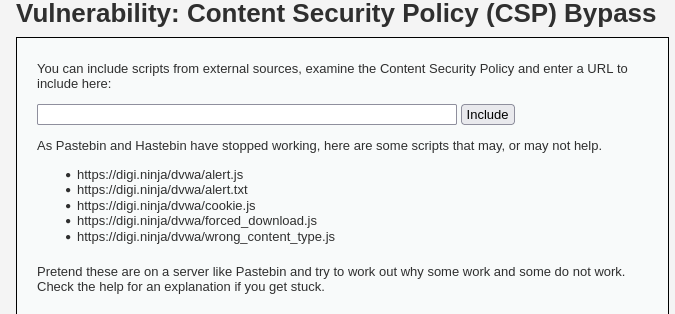 Vulnerability: Content Security Policy (CSP) Bypass
You can include scripts from external sources, examine the Content Security Policy and enter a URL to
include here:
Include
As Pastebin and Hastebin have stopped working, here are some scripts that may, or may not help.
• https://digi.ninja/dvwa/alert.js
• https://digi.ninja/dvwa/alert.txt
• https://digi.ninja/dvwa/cookie.js
• https://digi.ninja/dvwa/forced_download.js
• https://digi.ninja/dvwa/wrong_content_type.js
Pretend these are on a server like Pastebin and try to work out why some work and some do not work.
Check the help for an explanation if you get stuck.